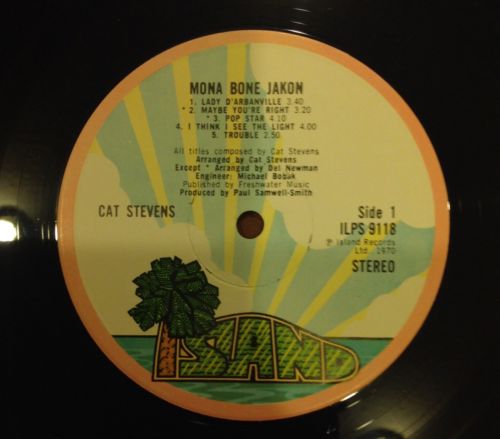 MONA BONE JAKON
1. LADY D'ARBANVILLE 3.40
* 2. MAYBE YOU'RE RIGHT 3.20
* 3. POP STAR 4.10
4. I THINK I SEE THE LIGHT 4.00
5. TROUBLE 2.50
All titles composed by Cat Stevens
Arranged by Cat Stevens
Except * Arranged by Del Newman
Engineer: Michael Bobak
Published by Freshwater Music
Produced by Paul Samwell-Smith
CAT STEVENS
Side 1
ILPS 9118
℗ Island Records
Ltd. 1970
STEREO
ISLAND